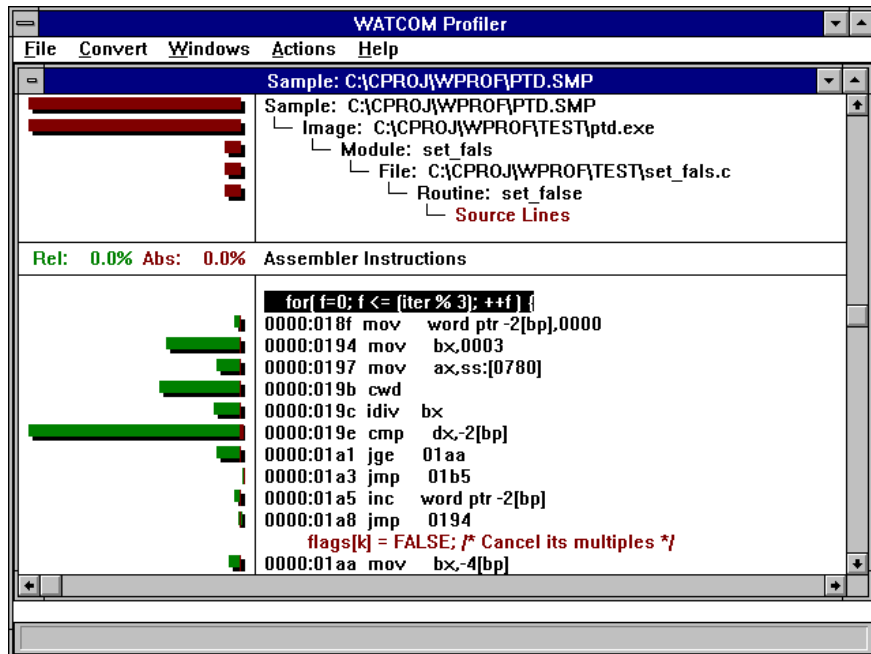 WATCOM Profiler
File Convert Windows Actions Help
Sample: C:\CPROJ\WPROF\PTD.SMP
Sample: C:\CPROJ\WPROF\PTD.SMP
Image: C:\CPROJ\WPROF\TEST\ptd.exe
Module: set_fals
File: C:\CPROJ\WPROF\TEST\set_fals.c
Routine: set_false
Source Lines
Rel: 0.0% Abs: 0.0% Assembler Instructions
for( f=0; f <= (iter % 3); ++f ) {
0000:018f mov word ptr -2[bp],0000
0000:0194 mov bx,0003
0000:0197 mov ax,ss:[0780]
0000:019b cwd
0000:019c idiv bx
0000:019e cmp dx,-2[bp]
0000:01a1 jge 01aa
0000:01a3 jmp 01b5
0000:01a5 inc word ptr -2[bp]
0000:01a8 jmp 0194
flags[k] = FALSE; /* Cancel its multiples */
0000:01aa mov bx,-4[bp]